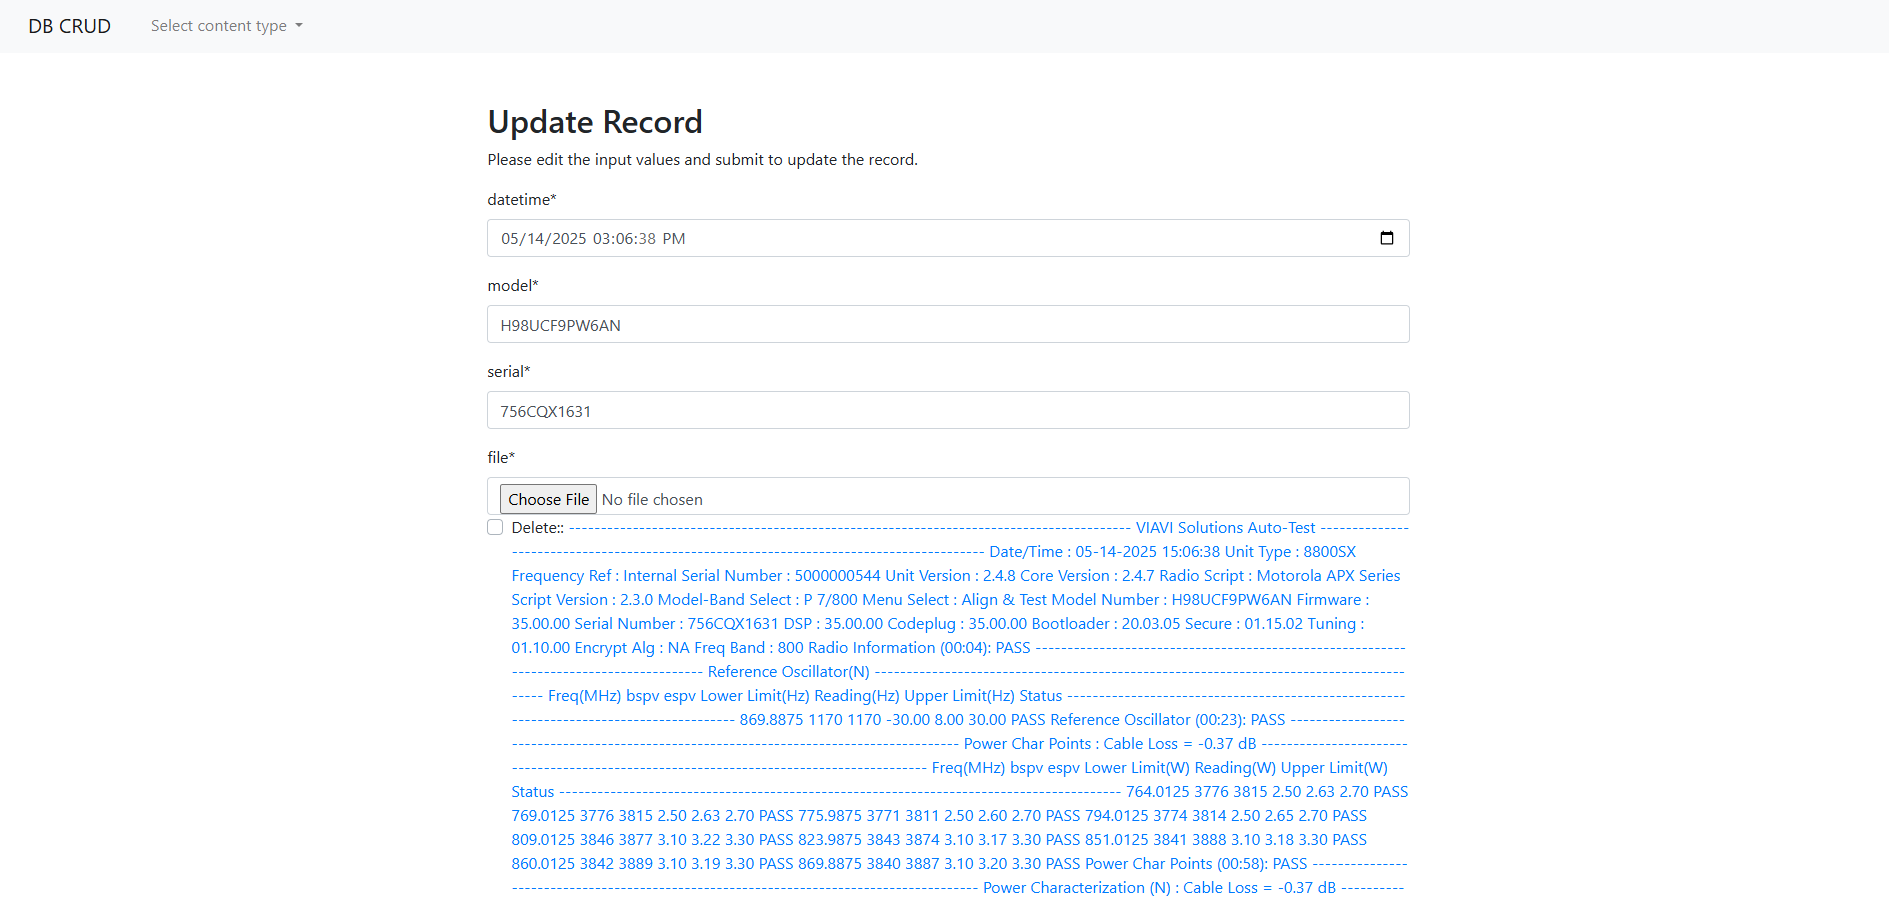 DB CRUD Select content type
Update Record
Please edit the input values and submit to update the record.
datetime*
05/14/2025 03:06:38 PM
model*
H98UCF9PW6AN
serial*
756CQX1631
file*
Choose File No file chosen
Delete:: ---------------------------------------------------------------------------------------- VIAVI Solutions Auto-Test --------------
-------------------------------------------------------------------------- Date/Time : 05-14-2025 15:06:38 Unit Type : 8800SX
Frequency Ref : Internal Serial Number : 5000000544 Unit Version : 2.4.8 Core Version : 2.4.7 Radio Script : Motorola APX Series
Script Version : 2.3.0 Model-Band Select : P 7/800 Menu Select : Align & Test Model Number : H98UCF9PW6AN Firmware :
35.00.00 Serial Number : 756CQX1631 DSP : 35.00.00 Codeplug : 35.00.00 Bootloader : 20.03.05 Secure : 01.15.02 Tuning :
01.10.00 Encrypt Alg : NA Freq Band : 800 Radio Information (00:04): PASS ----------------------------------------------------------
------------------------------ Reference Oscillator(N) -----------------------------------------------------------------------------------
----- Freq(MHz) bspv espv Lower Limit(Hz) Reading(Hz) Upper Limit(Hz) Status -----------------------------------------------------
----------------------------------- 869.8875 1170 1170 -30.00 8.00 30.00 PASS Reference Oscillator (00:23): PASS ------------------
---------------------------------------------------------------------- Power Char Points : Cable Loss = -0.37 dB -----------------------
----------------------------------------------------------------- Freq(MHz) bspv espv Lower Limit(W) Reading(W) Upper Limit(W)
Status ---------------------------------------------------------------------------------------- 764.0125 3776 3815 2.50 2.63 2.70 PASS
769.0125 3776 3815 2.50 2.63 2.70 PASS 775.9875 3771 3811 2.50 2.60 2.70 PASS 794.0125 3774 3814 2.50 2.65 2.70 PASS
809.0125 3846 3877 3.10 3.22 3.30 PASS 823.9875 3843 3874 3.10 3.17 3.30 PASS 851.0125 3841 3888 3.10 3.18 3.30 PASS
860.0125 3842 3889 3.10 3.19 3.30 PASS 869.8875 3840 3887 3.10 3.20 3.30 PASS Power Char Points (00:58): PASS ---------------
------------------------------------------------------------------------- Power Characterization (N) : Cable Loss = -0.37 dB ----------